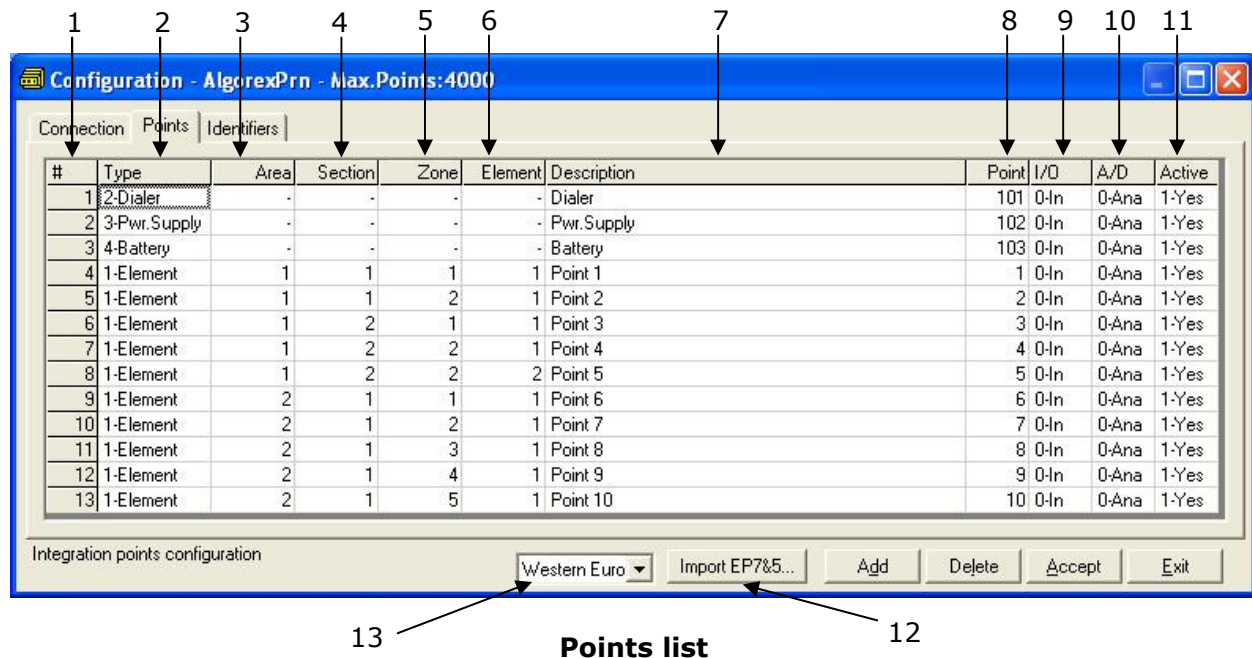 1 2 3 4 5 6 7 8 9 10 11
Configuration - AlgorexPrn - Max.Points:4000
Connection Points Identifiers
# Type Area Section Zone Element Description Point I/O A/D Active
1 2-Dialer - - - - Dialer 101 0-In 0-Ana 1-Yes
2 3-Pwr.Supply - - - - Pwr.Supply 102 0-In 0-Ana 1-Yes
3 4-Battery - - - - Battery 103 0-In 0-Ana 1-Yes
4 1-Element 1 1 1 1 Point 1 1 0-In 0-Ana 1-Yes
5 1-Element 1 1 2 1 Point 2 2 0-In 0-Ana 1-Yes
6 1-Element 1 2 1 1 Point 3 3 0-In 0-Ana 1-Yes
7 1-Element 1 2 2 1 Point 4 4 0-In 0-Ana 1-Yes
8 1-Element 1 2 2 2 Point 5 5 0-In 0-Ana 1-Yes
9 1-Element 2 1 1 1 Point 6 6 0-In 0-Ana 1-Yes
10 1-Element 2 1 2 1 Point 7 7 0-In 0-Ana 1-Yes
11 1-Element 2 1 3 1 Point 8 8 0-In 0-Ana 1-Yes
12 1-Element 2 1 4 1 Point 9 9 0-In 0-Ana 1-Yes
13 1-Element 2 1 5 1 Point 10 10 0-In 0-Ana 1-Yes
Integration points configuration Western Euro Import EP7&5... Add Delete Accept Exit
13 12
Points list